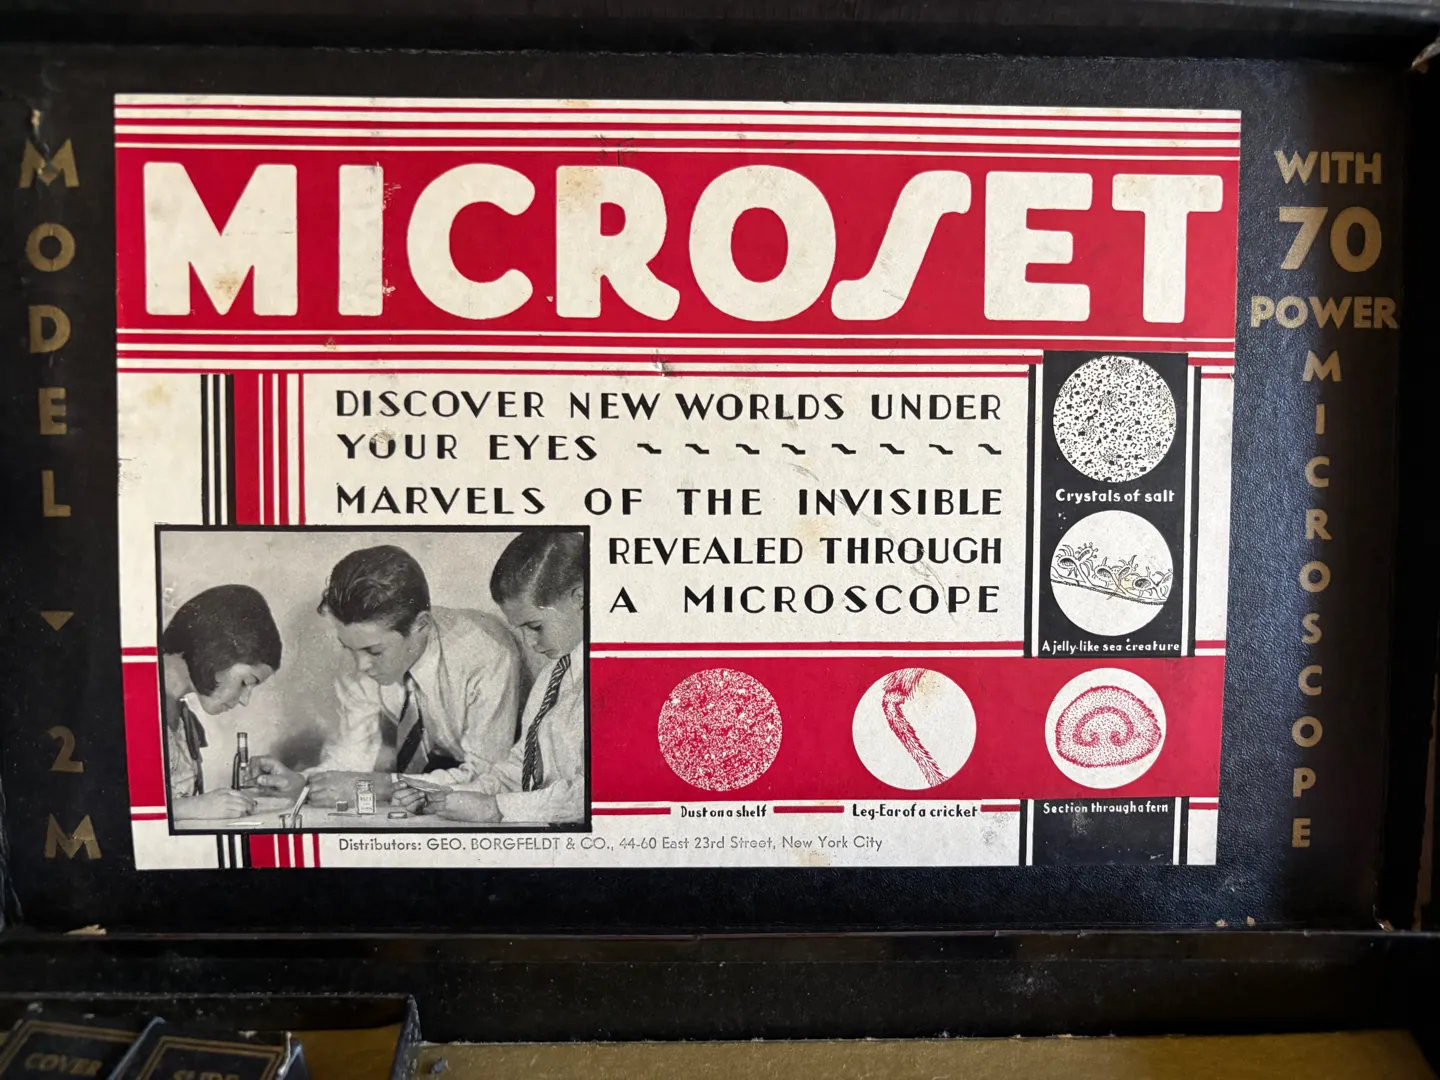 MODEL 2M
MICROSET
WITH
70
POWER
MICROSCOPE
DISCOVER NEW WORLDS UNDER
YOUR EYES
MARVELS OF THE INVISIBLE
REVEALED THROUGH
A MICROSCOPE
Crystals of salt
A jelly-like sea creature
Dust on a shelf
Leg-Ear of a cricket
Section through a fern
Distributors: GEO. BORGFELDT & CO., 44-60 East 23rd Street, New York City
COVER
SLIDE